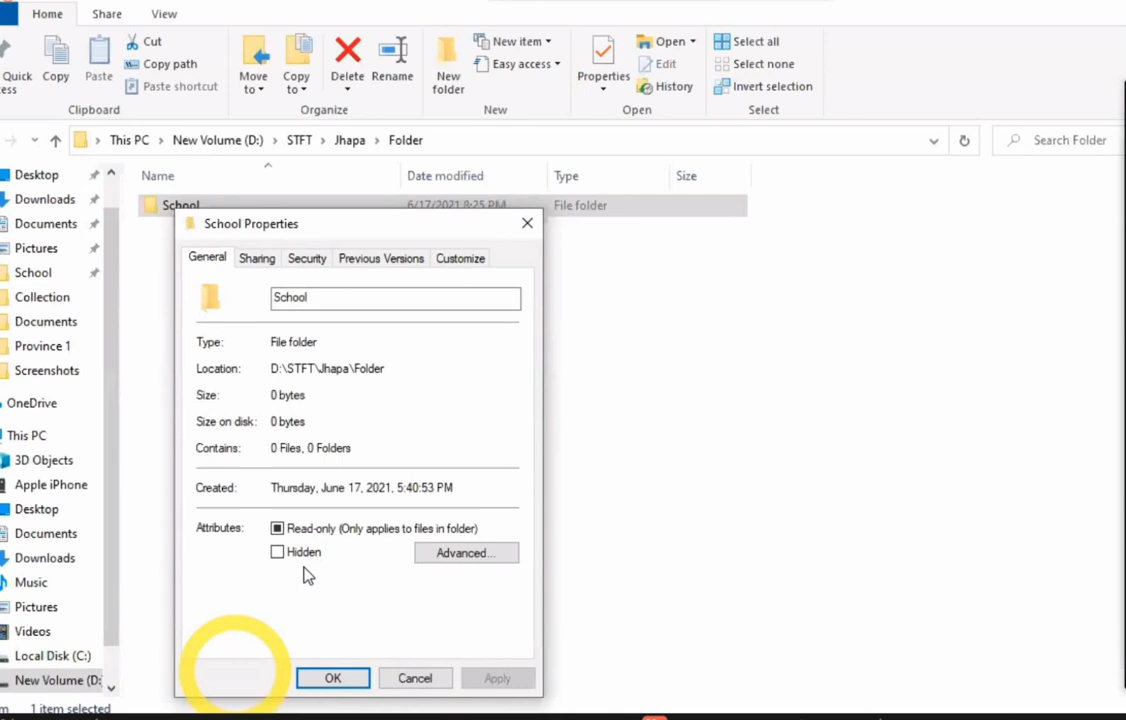 Home Share View
Quick
Copy
Paste
Cut
Copy path
Paste shortcut
Move to
Copy to
Delete
Rename
New folder
New item
Easy access
Properties
Open
Edit
History
Select all
Select none
Invert selection
Clipboard Organize New Open Select
This PC > New Volume (D:) > STFT > Jhapa > Folder
Search Folder
Name Date modified Type Size
School 6/17/2021 8:25 PM File folder
Desktop
Downloads
Documents
Pictures
School
Collection
Documents
Province 1
Screenshots
OneDrive
This PC
3D Objects
Apple iPhone
Desktop
Documents
Downloads
Music
Pictures
Videos
Local Disk (C:)
New Volume (D:
1 item selected
School Properties
General Sharing Security Previous Versions Customize
School
Type: File folder
Location: D:\STFT\Jhapa\Folder
Size: 0 bytes
Size on disk: 0 bytes
Contains: 0 Files, 0 Folders
Created: Thursday, June 17, 2021, 5:40:53 PM
Attributes: Read-only (Only applies to files in folder)
Hidden Advanced...
OK Cancel Apply